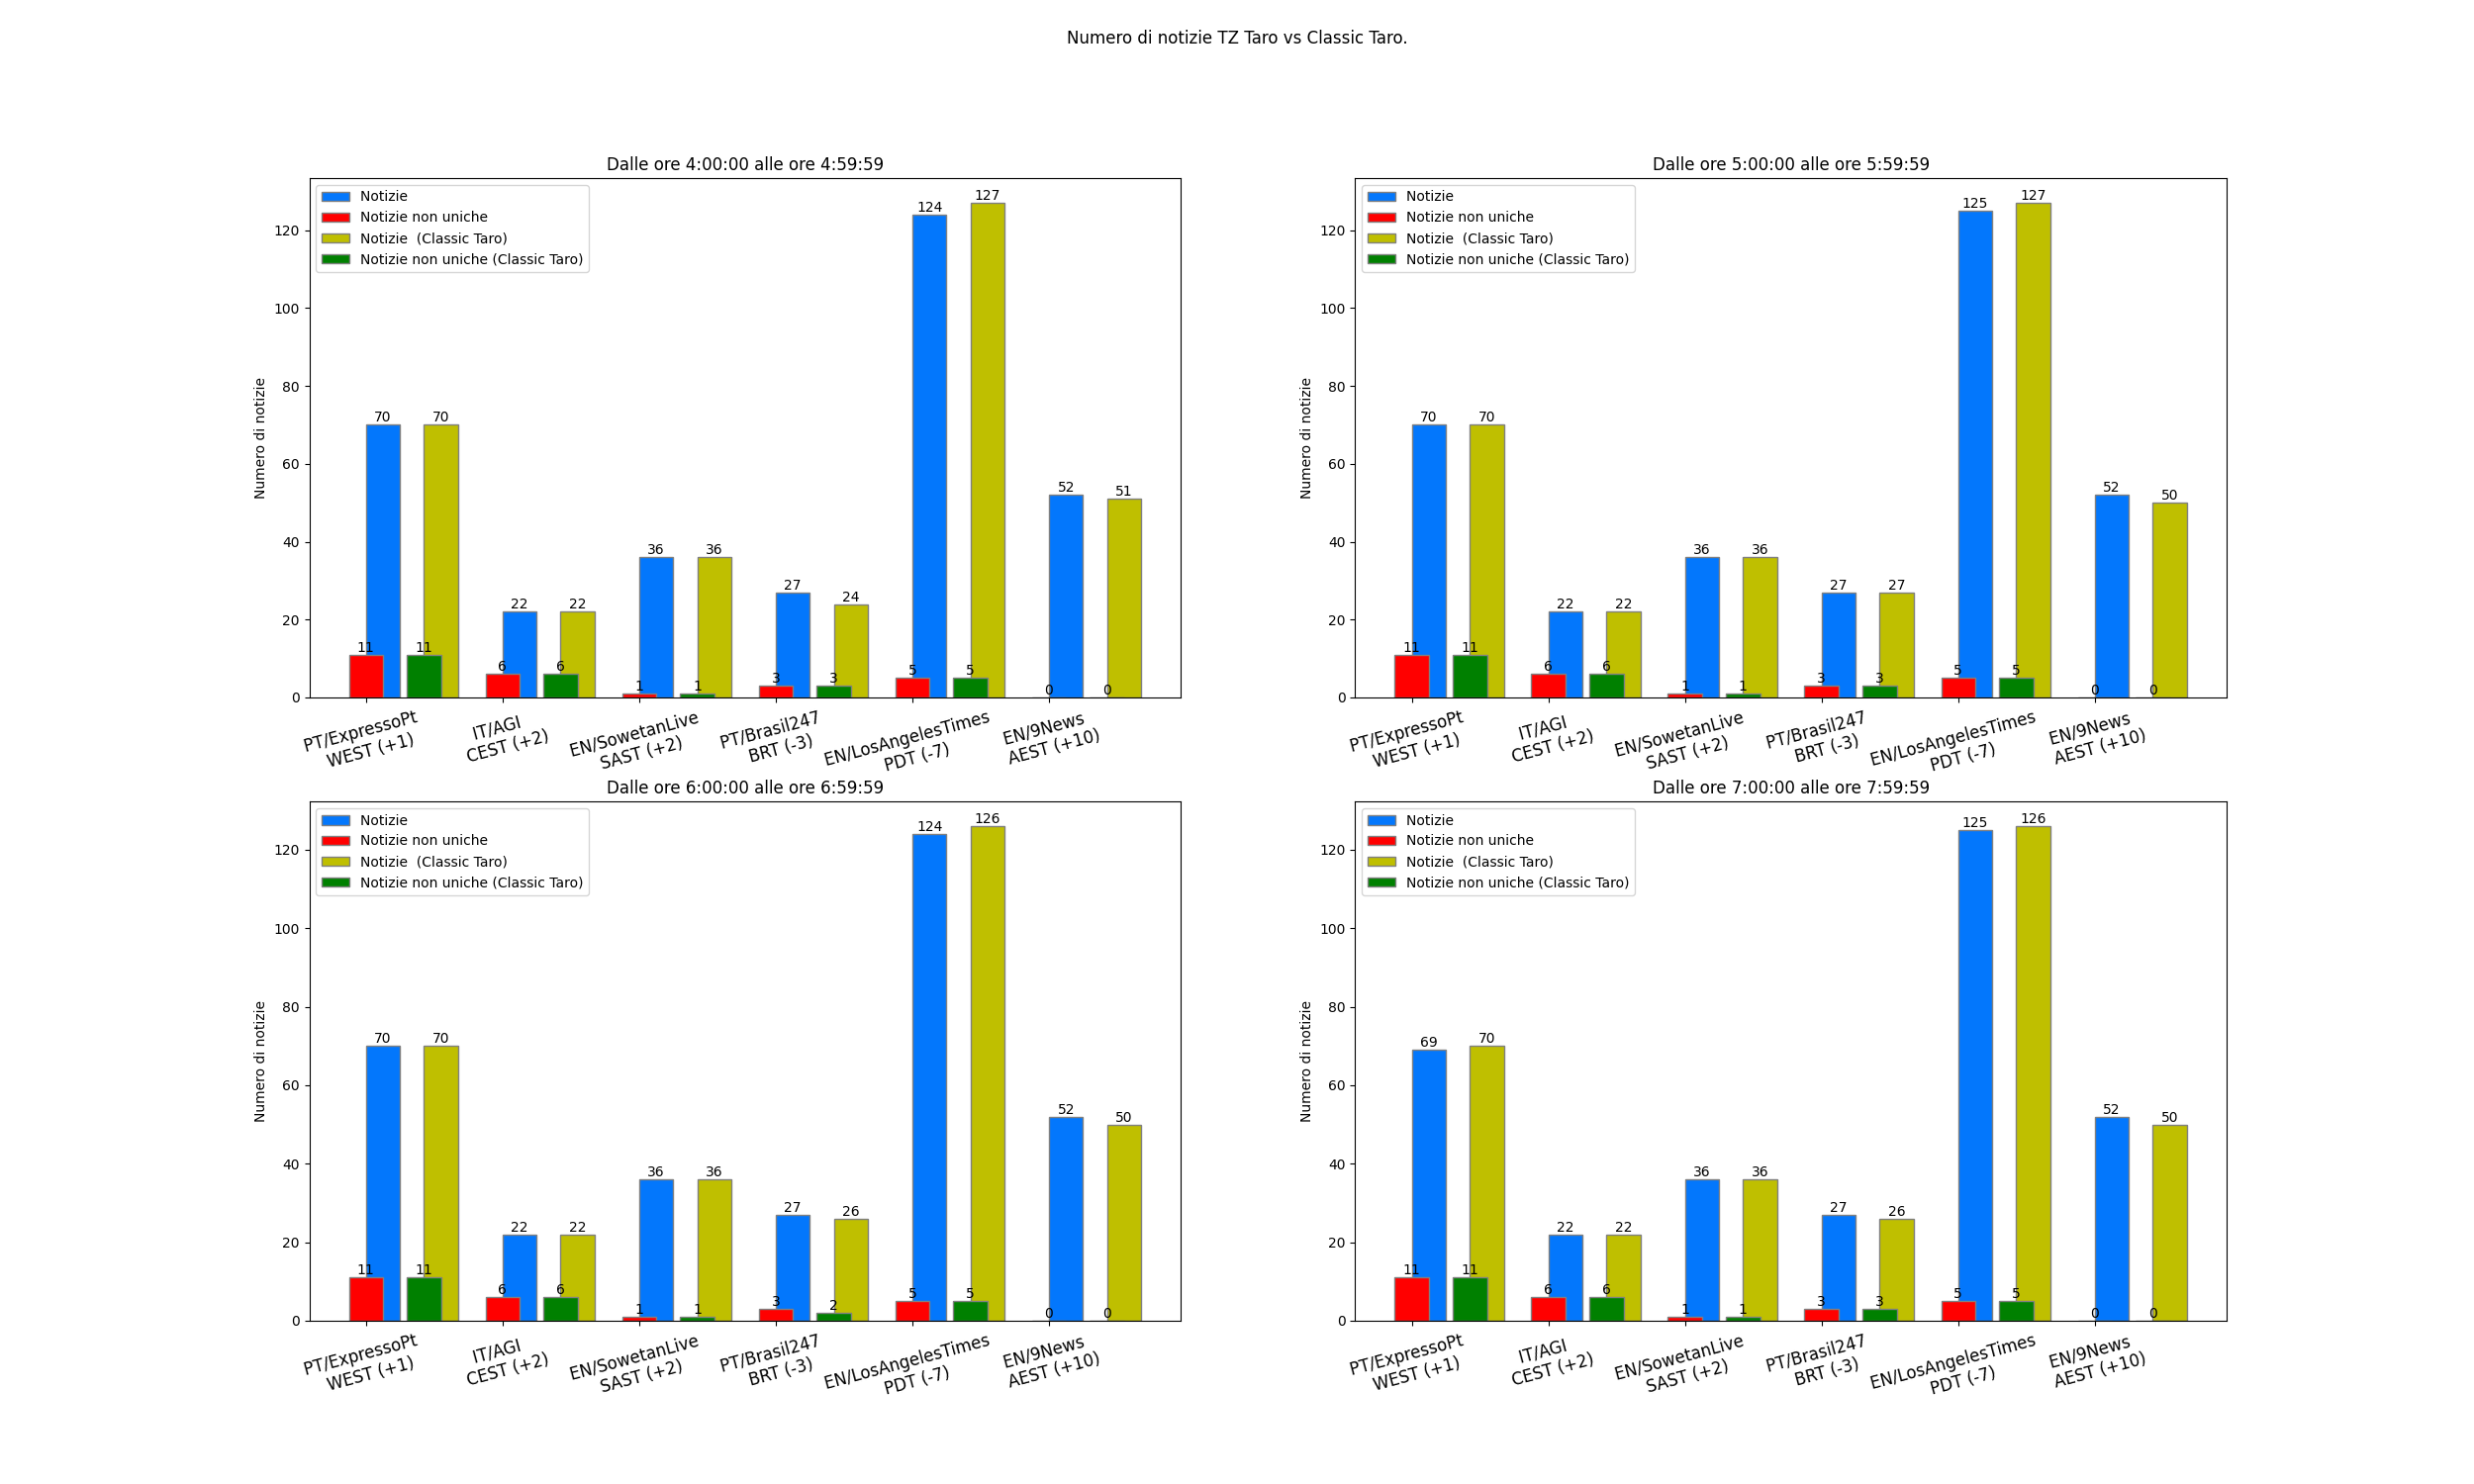 Numero di notizie TZ Taro vs Classic Taro.
Dalle ore 4:00:00 alle ore 4:59:59
Notizie
Notizie non uniche
Notizie  (Classic Taro)
Notizie non uniche (Classic Taro)
Numero di notizie
120
100
80
60
40
20
0
70 70 22 22 36 36 27 24 124 127 52 51
11 11 6 6 1 1 3 3 5 5 0 0
PT/ExpressoPt
WEST (+1)
IT/AGI
CEST (+2)
EN/SowetanLive
SAST (+2)
PT/Brasil247
BRT (-3)
EN/LosAngelesTimes
PDT (-7)
EN/9News
AEST (+10)
Dalle ore 5:00:00 alle ore 5:59:59
Notizie
Notizie non uniche
Notizie  (Classic Taro)
Notizie non uniche (Classic Taro)
Numero di notizie
120
100
80
60
40
20
0
70 70 22 22 36 36 27 27 125 127 52 50
11 11 6 6 1 1 3 3 5 5 0 0
PT/ExpressoPt
WEST (+1)
IT/AGI
CEST (+2)
EN/SowetanLive
SAST (+2)
PT/Brasil247
BRT (-3)
EN/LosAngelesTimes
PDT (-7)
EN/9News
AEST (+10)
Dalle ore 6:00:00 alle ore 6:59:59
Notizie
Notizie non uniche
Notizie  (Classic Taro)
Notizie non uniche (Classic Taro)
Numero di notizie
120
100
80
60
40
20
0
70 70 22 22 36 36 27 26 124 126 52 50
11 11 6 6 1 1 3 2 5 5 0 0
PT/ExpressoPt
WEST (+1)
IT/AGI
CEST (+2)
EN/SowetanLive
SAST (+2)
PT/Brasil247
BRT (-3)
EN/LosAngelesTimes
PDT (-7)
EN/9News
AEST (+10)
Dalle ore 7:00:00 alle ore 7:59:59
Notizie
Notizie non uniche
Notizie  (Classic Taro)
Notizie non uniche (Classic Taro)
Numero di notizie
120
100
80
60
40
20
0
69 70 22 22 36 36 27 26 125 126 52 50
11 11 6 6 1 1 3 3 5 5 0 0
PT/ExpressoPt
WEST (+1)
IT/AGI
CEST (+2)
EN/SowetanLive
SAST (+2)
PT/Brasil247
BRT (-3)
EN/LosAngelesTimes
PDT (-7)
EN/9News
AEST (+10)